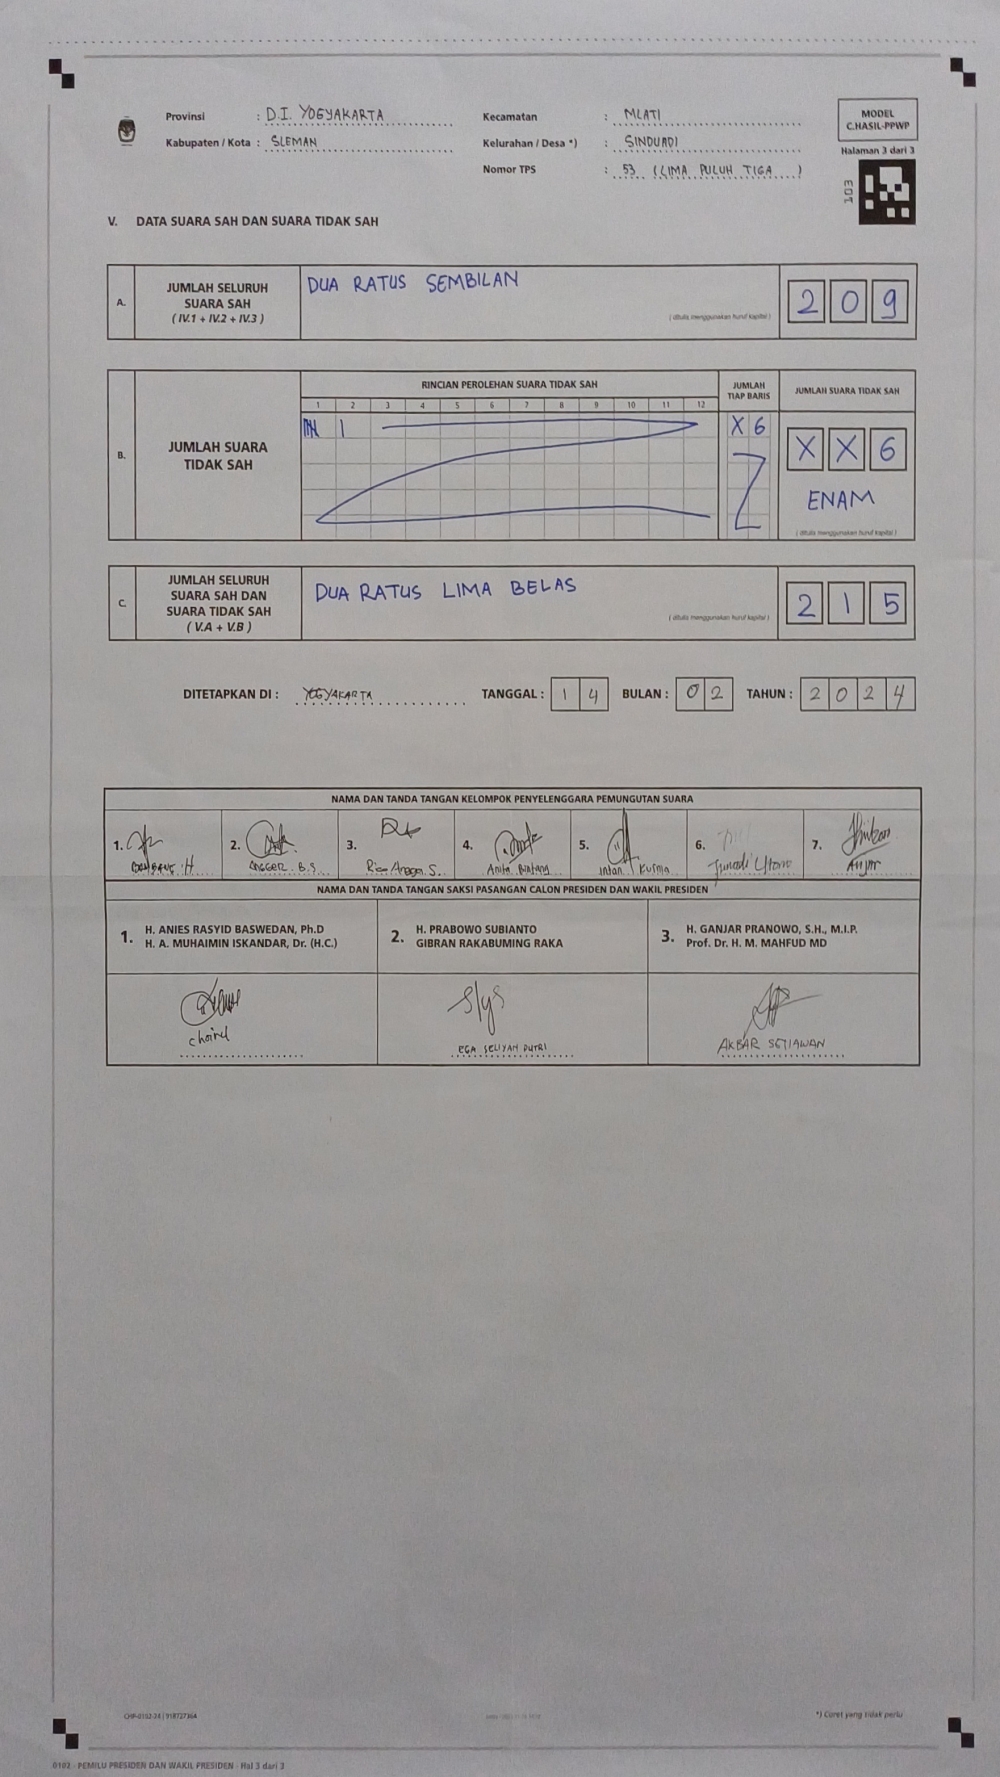 Provinsi : D.I. YOGYAKARTA
Kabupaten / Kota : SLEMAN
Kecamatan : MLATI
Kelurahan / Desa *) : SINDUADI
Nomor TPS : 53 (LIMA PULUH TIGA)
MODEL
C.HASIL-PPWP
Halaman 3 dari 3
103
V. DATA SUARA SAH DAN SUARA TIDAK SAH
A. JUMLAH SELURUH SUARA SAH (IV.1 + IV.2 + IV.3)
DUA RATUS SEMBILAN
(ditulis menggunakan huruf kapital)
2 0 9
B. JUMLAH SUARA TIDAK SAH
RINCIAN PEROLEHAN SUARA TIDAK SAH
1 2 3 4 5 6 7 8 9 10 11 12
JUMLAH TIAP BARIS
X 6
JUMLAH SUARA TIDAK SAH
X X 6
ENAM
(ditulis menggunakan huruf kapital)
C. JUMLAH SELURUH SUARA SAH DAN SUARA TIDAK SAH (V.A + V.B)
DUA RATUS LIMA BELAS
(ditulis menggunakan huruf kapital)
2 1 5
DITETAPKAN DI : YOGYAKARTA TANGGAL : 1 4 BULAN : 0 2 TAHUN : 2 0 2 4
NAMA DAN TANDA TANGAN KELOMPOK PENYELENGGARA PEMUNGUTAN SUARA
1. 2. 3. 4. 5. 6. 7.
ANGGER B.S Anita Bintang Intan Kusma Junadi Utomo
NAMA DAN TANDA TANGAN SAKSI PASANGAN CALON PRESIDEN DAN WAKIL PRESIDEN
1. H. ANIES RASYID BASWEDAN, Ph.D
H. A. MUHAIMIN ISKANDAR, Dr. (H.C.)
2. H. PRABOWO SUBIANTO
GIBRAN RAKABUMING RAKA
3. H. GANJAR PRANOWO, S.H., M.I.P.
Prof. Dr. H. M. MAHFUD MD
choirul
EGA SELIYAN PUTRI
AKBAR SETIAWAN
*) Coret yang tidak perlu
0102 - PEMILU PRESIDEN DAN WAKIL PRESIDEN - Hal 3 dari 3